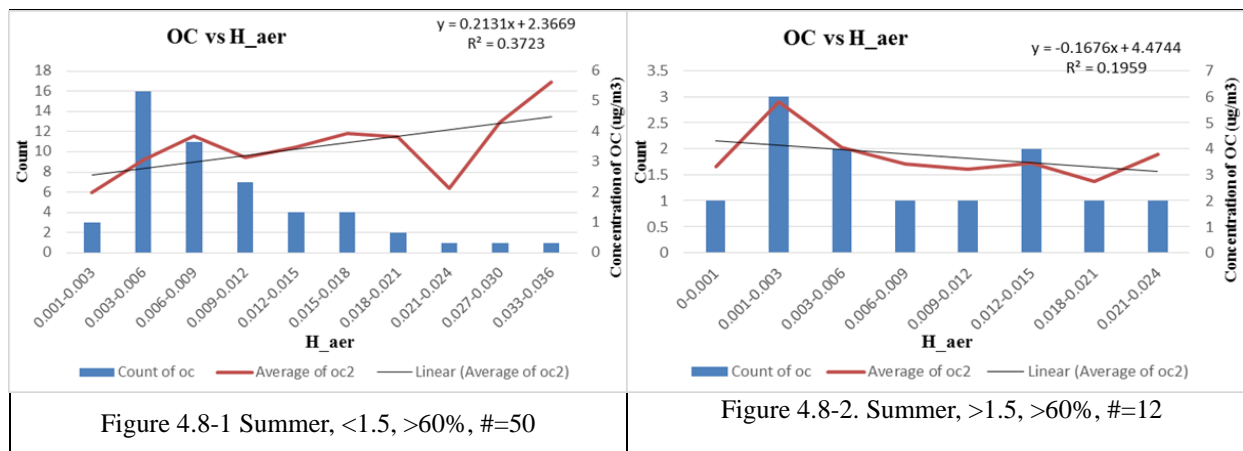 OC vs H_aer
y = 0.2131x + 2.3669
R² = 0.3723
18
16
14
12
10
8
6
4
2
0
Count
6
5
4
3
2
1
0
Concentration of OC (ug/m3)
0.001-0.003
0.003-0.006
0.006-0.009
0.009-0.012
0.012-0.015
0.015-0.018
0.018-0.021
0.021-0.024
0.027-0.030
0.033-0.036
H_aer
Count of oc
Average of oc2
Linear (Average of oc2)
Figure 4.8-1 Summer, <1.5, >60%, #=50
OC vs H_aer
y = -0.1676x + 4.4744
R² = 0.1959
3.5
3
2.5
2
1.5
1
0.5
0
Count
7
6
5
4
3
2
1
0
Concentration of OC (ug/m3)
0-0.001
0.001-0.003
0.003-0.006
0.006-0.009
0.009-0.012
0.012-0.015
0.018-0.021
0.021-0.024
H_aer
Count of oc
Average of oc2
Linear (Average of oc2)
Figure 4.8-2. Summer, >1.5, >60%, #=12